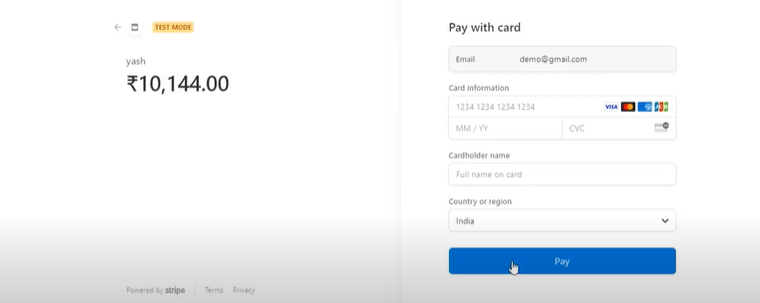 TEST MODE
yash
₹10,144.00
Powered by stripe
Terms
Privacy
Pay with card
Email
demo@gmail.com
Card information
1234 1234 1234 1234
VISA
MM / YY
CVC
Cardholder name
Full name on card
Country or region
India
Pay